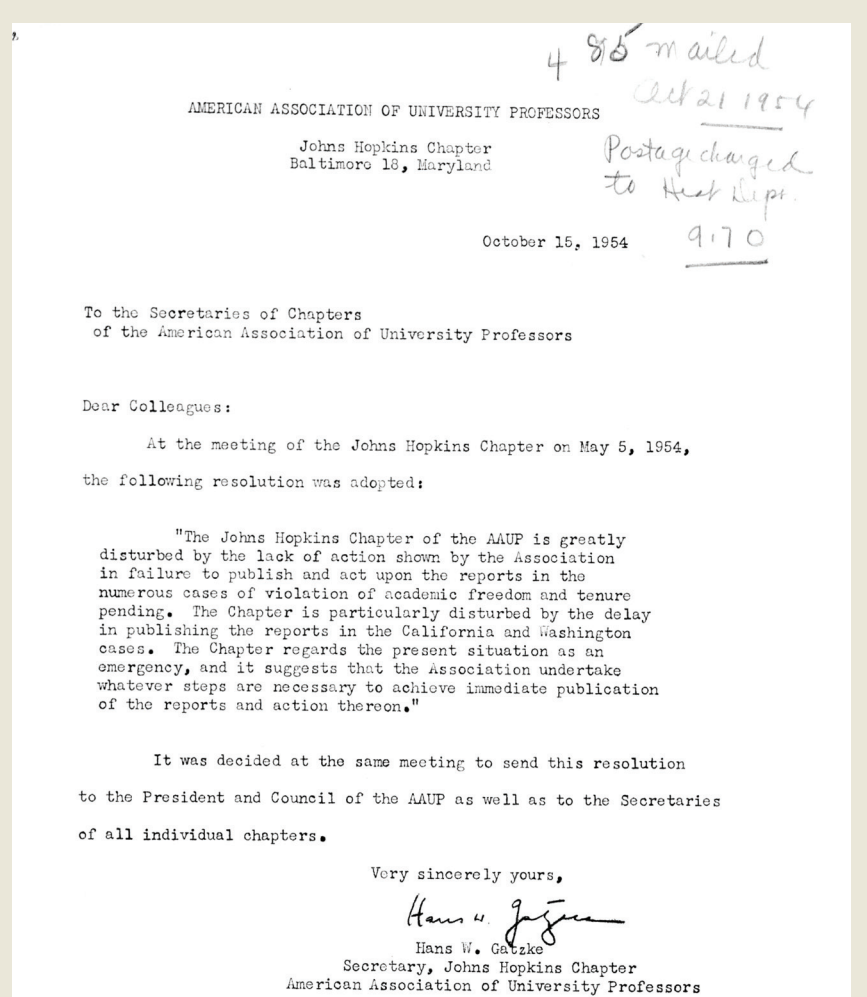 485 mailed
Oct 21 1954
AMERICAN ASSOCIATION OF UNIVERSITY PROFESSORS
Johns Hopkins Chapter
Baltimore 18, Maryland
Postage charged
to Hist Dept.
9.70
October 15, 1954
To the Secretaries of Chapters
of the American Association of University Professors
Dear Colleagues:
At the meeting of the Johns Hopkins Chapter on May 5, 1954,
the following resolution was adopted:
"The Johns Hopkins Chapter of the AAUP is greatly
disturbed by the lack of action shown by the Association
in failure to publish and act upon the reports in the
numerous cases of violation of academic freedom and tenure
pending. The Chapter is particularly disturbed by the delay
in publishing the reports in the California and Washington
cases. The Chapter regards the present situation as an
emergency, and it suggests that the Association undertake
whatever steps are necessary to achieve immediate publication
of the reports and action thereon."
It was decided at the same meeting to send this resolution
to the President and Council of the AAUP as well as to the Secretaries
of all individual chapters.
Very sincerely yours,
Hans W. Gatzke
Hans W. Gatzke
Secretary, Johns Hopkins Chapter
American Association of University Professors